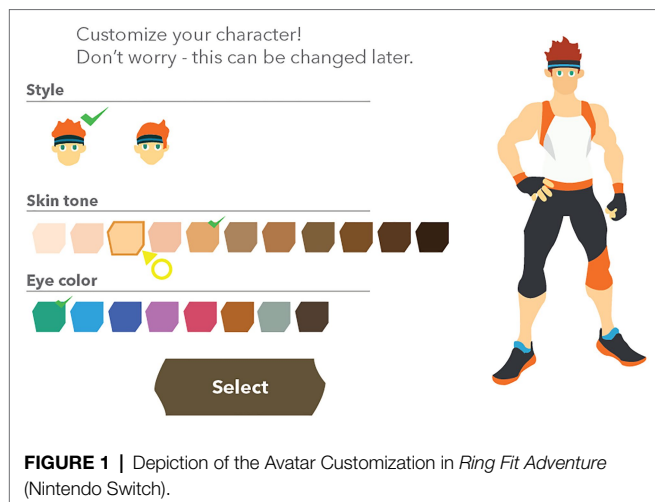 Customize your character!
Don't worry - this can be changed later.
Style
Skin tone
Eye color
Select
FIGURE 1 | Depiction of the Avatar Customization in Ring Fit Adventure
(Nintendo Switch).